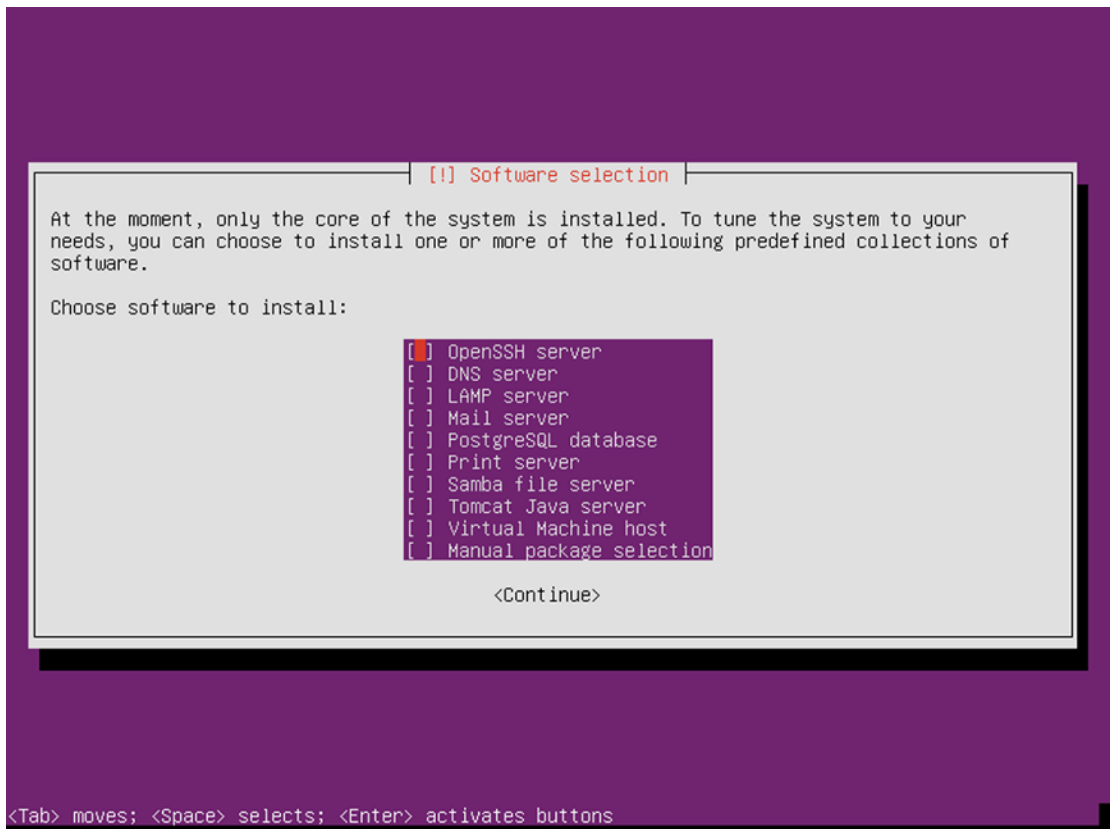 [!] Software selection
At the moment, only the core of the system is installed. To tune the system to your
needs, you can choose to install one or more of the following predefined collections of
software.
Choose software to install:
[ ] OpenSSH server
[ ] DNS server
[ ] LAMP server
[ ] Mail server
[ ] PostgreSQL database
[ ] Print server
[ ] Samba file server
[ ] Tomcat Java server
[ ] Virtual Machine host
[ ] Manual package selection
<Continue>
<Tab> moves; <Space> selects; <Enter> activates buttons